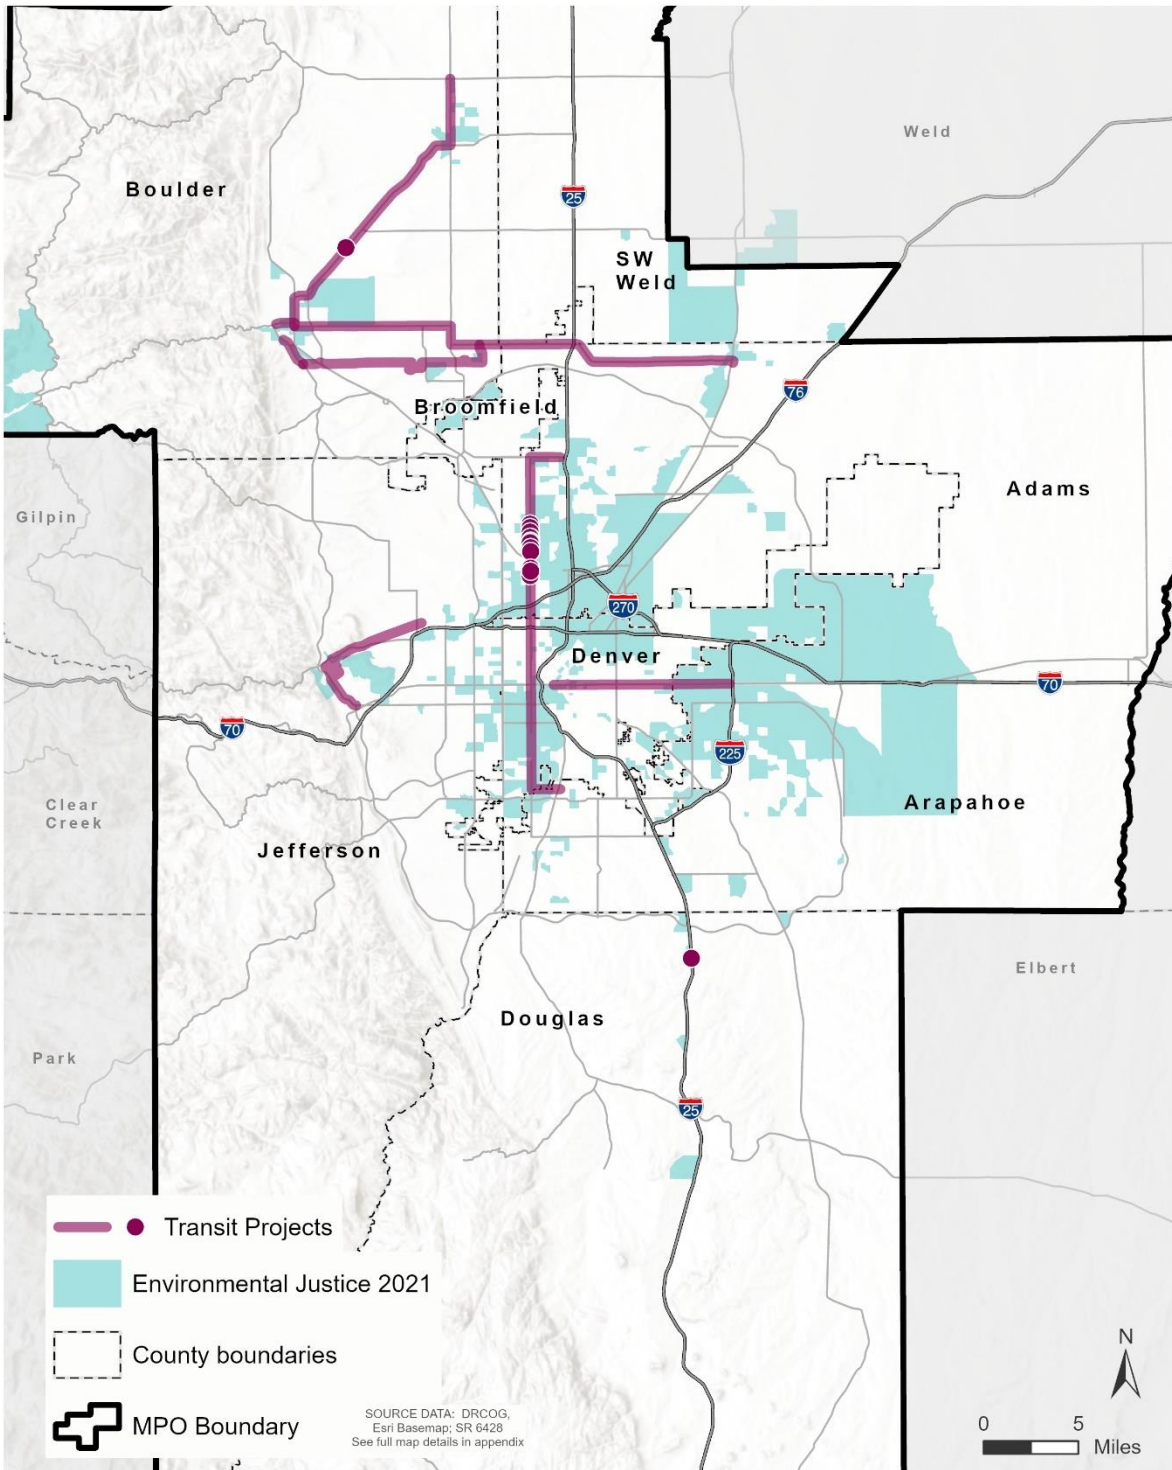 Weld
Boulder
25
SW
Weld
76
Broomfield
Adams
Gilpin
270
Denver
70
70
225
Clear
Creek
Arapahoe
Jefferson
Elbert
Douglas
Park
25
Transit Projects
Environmental Justice 2021
County boundaries
MPO Boundary
SOURCE DATA: DRCOG,
Esri Basemap; SR 6428
See full map details in appendix
N
0 5
Miles